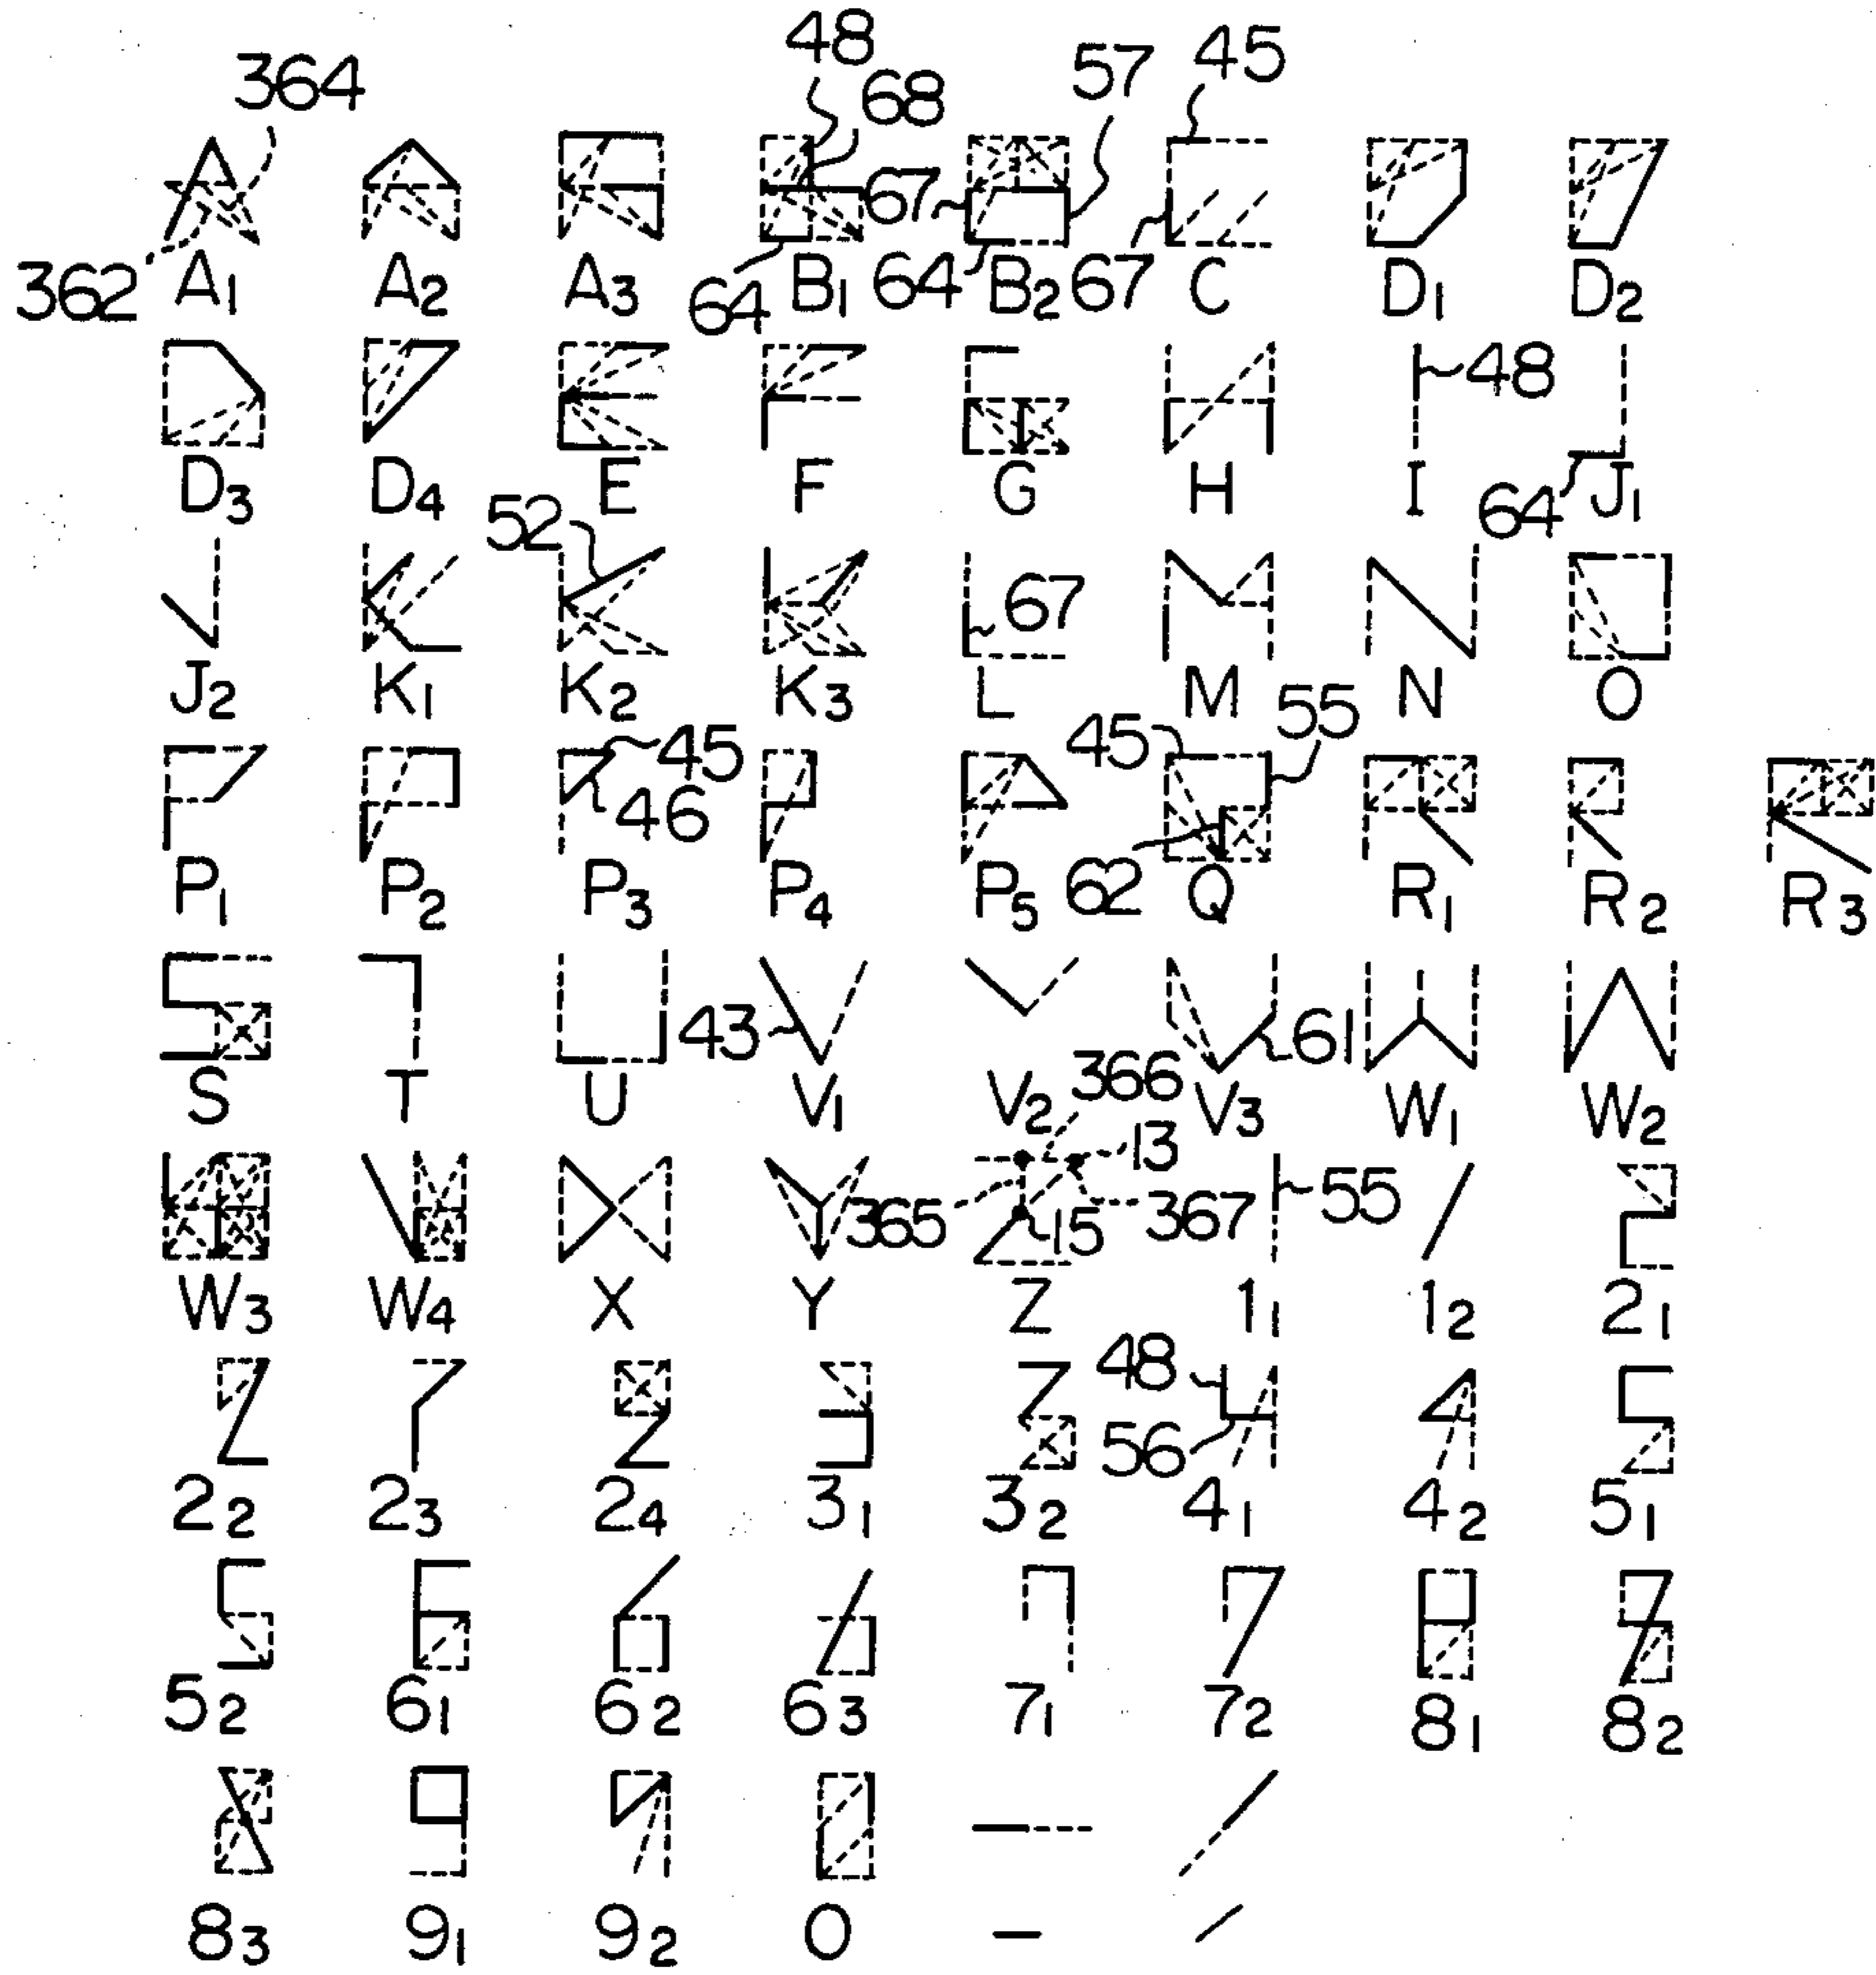 48 57 45
364 68
67
362 A1 A2 A3 64 B1 64 B2 67 C D1 D2
48
D3 D4 E F G H I 64 J1
52
67
J2 K1 K2 K3 L M N O
45 45 55
46
P1 P2 P3 P4 P5 62 Q R1 R2 R3
43 61
S T U V1 V2 366 V3 W1 W2
13 55
365 15 367
W3 W4 X Y Z 11 12 21
48
56
22 23 24 31 32 41 42 51
52 61 62 63 71 72 81 82
83 91 92 0 — /